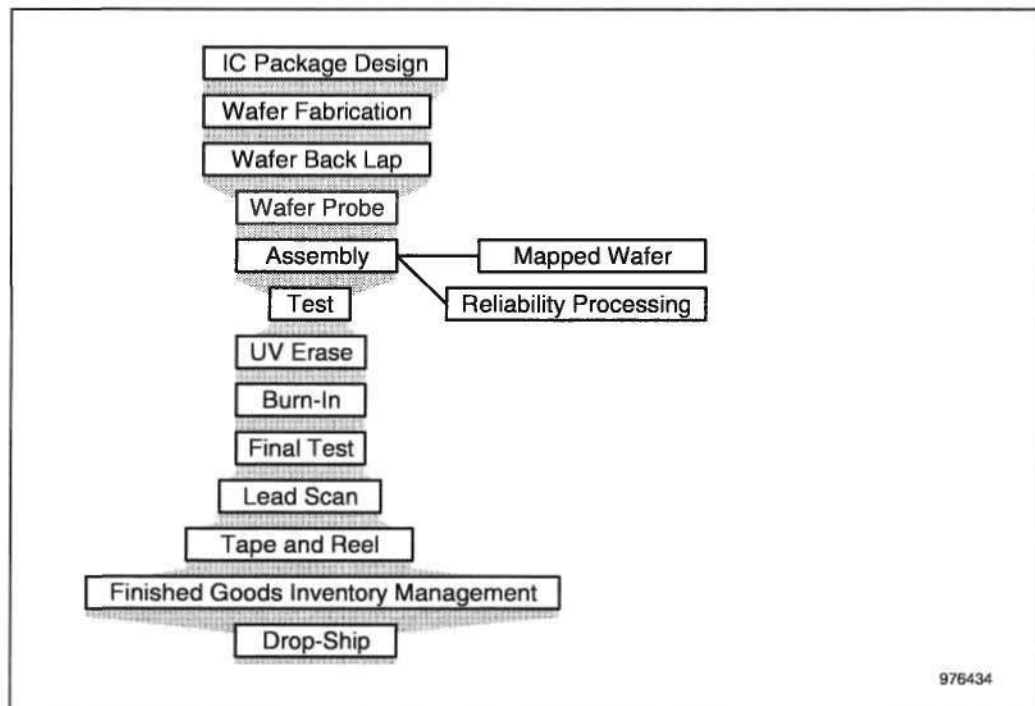 IC Package Design
Wafer Fabrication
Wafer Back Lap
Wafer Probe
Assembly
Mapped Wafer
Test
Reliability Processing
UV Erase
Burn-In
Final Test
Lead Scan
Tape and Reel
Finished Goods Inventory Management
Drop-Ship
976434